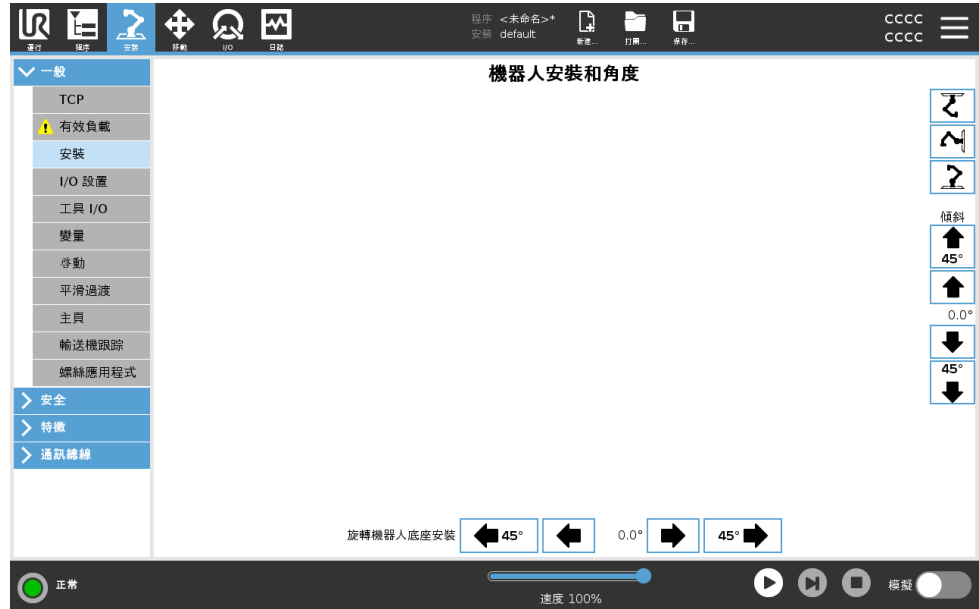 UR
運行
程序
安裝
移動
I/O
日誌
程序 <未命名>*
安裝 default
新建...
打開...
保存...
cccc
cccc
一般
TCP
有效負載
安裝
I/O 設置
工具 I/O
變量
啓動
平滑過渡
主頁
輸送機跟踪
螺絲應用程式
安全
特徵
通訊總線
機器人安裝和角度
傾斜
45°
0.0°
45°
旋轉機器人底座安裝
45°
0.0°
45°
正常
速度 100%
模擬